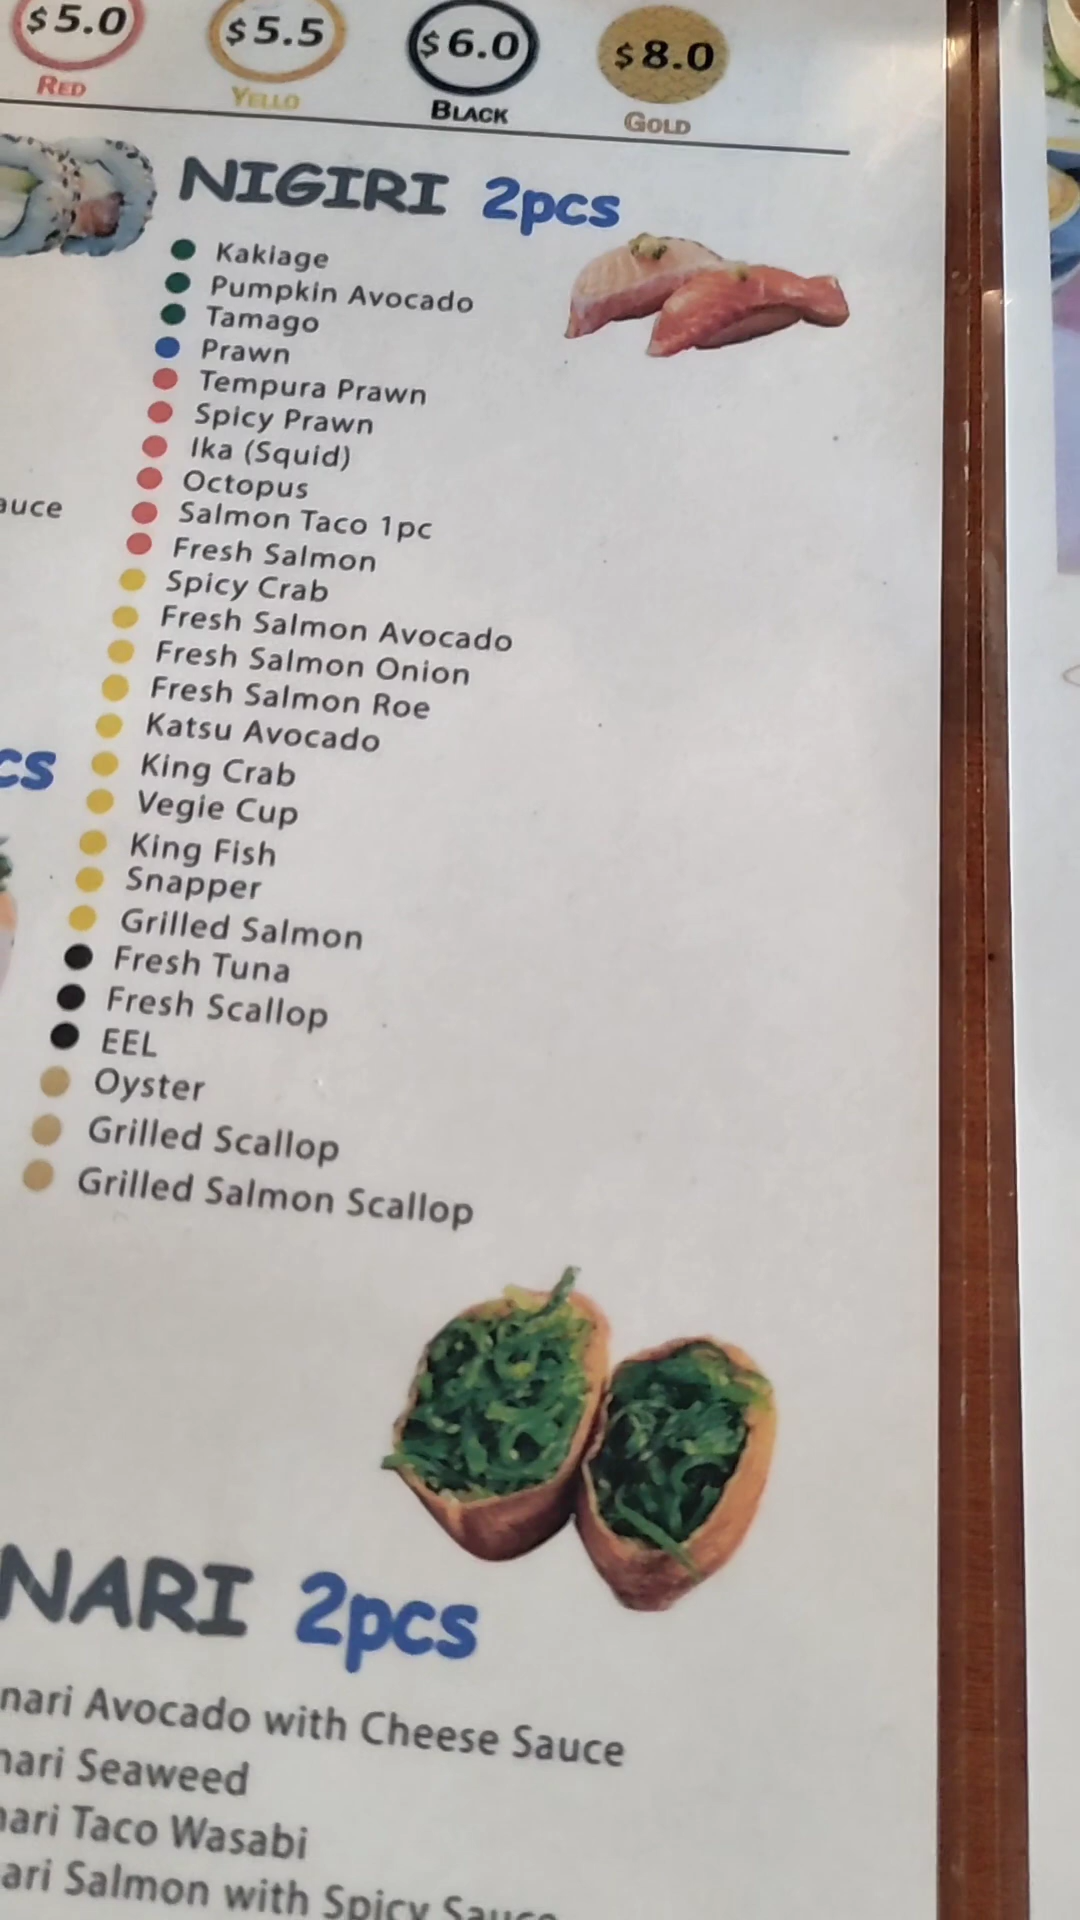 $5.0 $5.5 $6.0 $8.0
RED YELLO BLACK GOLD
NIGIRI 2pcs
Kakiage
Pumpkin Avocado
Tamago
Prawn
Tempura Prawn
Spicy Prawn
Ika (Squid)
Octopus
auce
Salmon Taco 1pc
Fresh Salmon
Spicy Crab
Fresh Salmon Avocado
Fresh Salmon Onion
Fresh Salmon Roe
Katsu Avocado
cs
King Crab
Vegie Cup
King Fish
Snapper
Grilled Salmon
Fresh Tuna
Fresh Scallop
EEL
Oyster
Grilled Scallop
Grilled Salmon Scallop
NARI 2pcs
nari Avocado with Cheese Sauce
nari Seaweed
nari Taco Wasabi
ari Salmon with Spicy Sauce